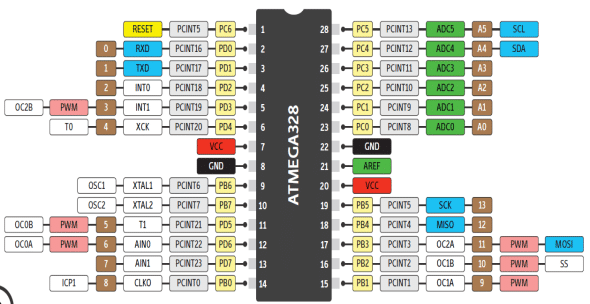 RESET PCINT5 PC6 1 28 PC5 PCINT13 ADC5 A5 SCL
0 RXD PCINT16 PD0 2 27 PC4 PCINT12 ADC4 A4 SDA
1 TXD PCINT17 PD1 3 26 PC3 PCINT11 ADC3 A3
2 INT0 PCINT18 PD2 4 25 PC2 PCINT10 ADC2 A2
OC2B PWM 3 INT1 PCINT19 PD3 5 24 PC1 PCINT9 ADC1 A1
T0 4 XCK PCINT20 PD4 6 23 PC0 PCINT8 ADC0 A0
VCC 7 22 GND
GND 8 21 AREF
OSC1 XTAL1 PCINT6 PB6 9 20 VCC
OSC2 XTAL2 PCINT7 PB7 10 19 PB5 PCINT5 SCK 13
OC0B PWM 5 T1 PCINT21 PD5 11 18 PB4 PCINT4 MISO 12
OC0A PWM 6 AIN0 PCINT22 PD6 12 17 PB3 PCINT3 OC2A 11 PWM MOSI
7 AIN1 PCINT23 PD7 13 16 PB2 PCINT2 OC1B 10 PWM SS
ICP1 8 CLKO PCINT0 PB0 14 15 PB1 PCINT1 OC1A 9 PWM
ATMEGA328